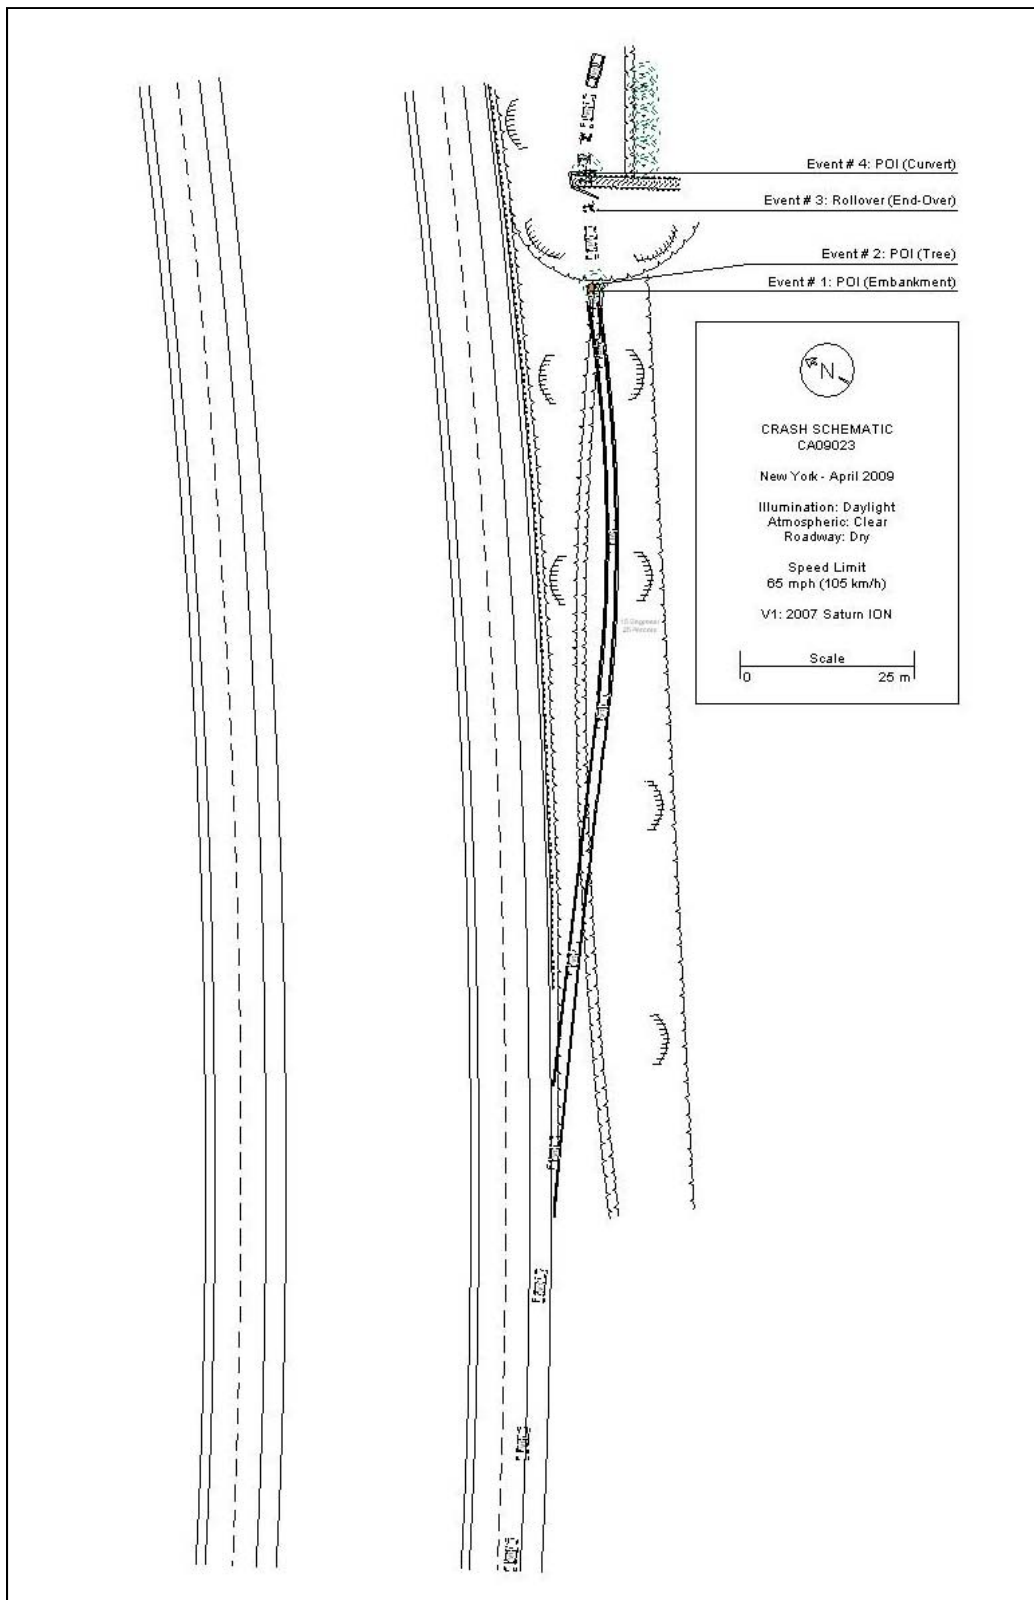 Event # 4: POI (Curvert)
Event # 3: Rollover (End-Over)
Event # 2: POI (Tree)
Event # 1: POI (Embankment)
N
CRASH SCHEMATIC
CA09023
New York - April 2009
Illumination: Daylight
Atmospheric: Clear
Roadway: Dry
Speed Limit
65 mph (105 km/h)
V1: 2007 Saturn ION
Scale
0 25 m